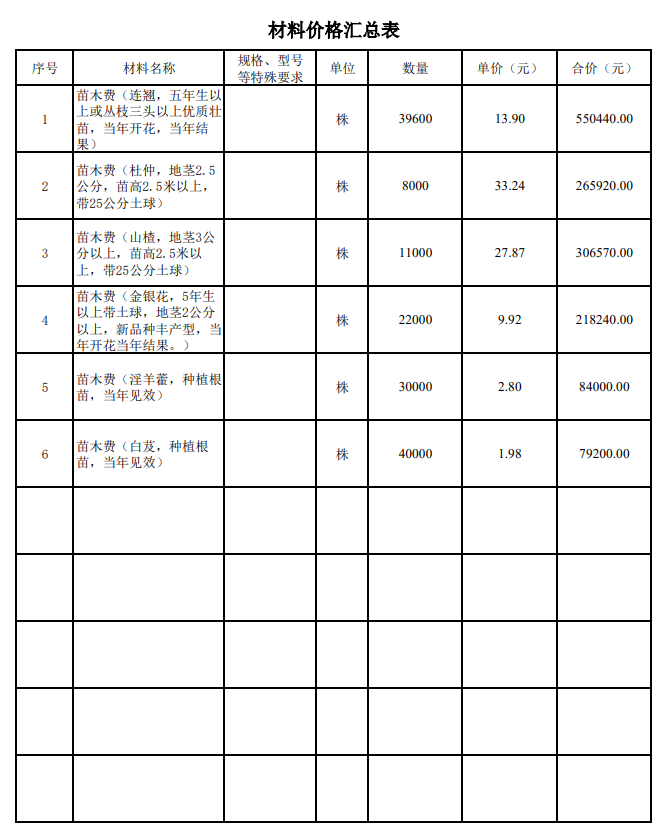 材料价格汇总表
序号 材料名称 规格、型号等特殊要求 单位 数量 单价（元） 合价（元）
1 苗木费（连翘，五年生以
上或丛枝三头以上优质壮
苗，当年开花，当年结
果） 株 39600 13.90 550440.00
2 苗木费（杜仲，地茎2.5
公分，苗高2.5米以上，
带25公分土球） 株 8000 33.24 265920.00
3 苗木费（山楂，地茎3公
分以上，苗高2.5米以
上，带25公分土球） 株 11000 27.87 306570.00
4 苗木费（金银花，5年生
以上带土球，地茎2公分
以上，新品种丰产型，当
年开花当年结果。） 株 22000 9.92 218240.00
5 苗木费（淫羊藿，种植根
苗，当年见效） 株 30000 2.80 84000.00
6 苗木费（白芨，种植根
苗，当年见效） 株 40000 1.98 79200.00